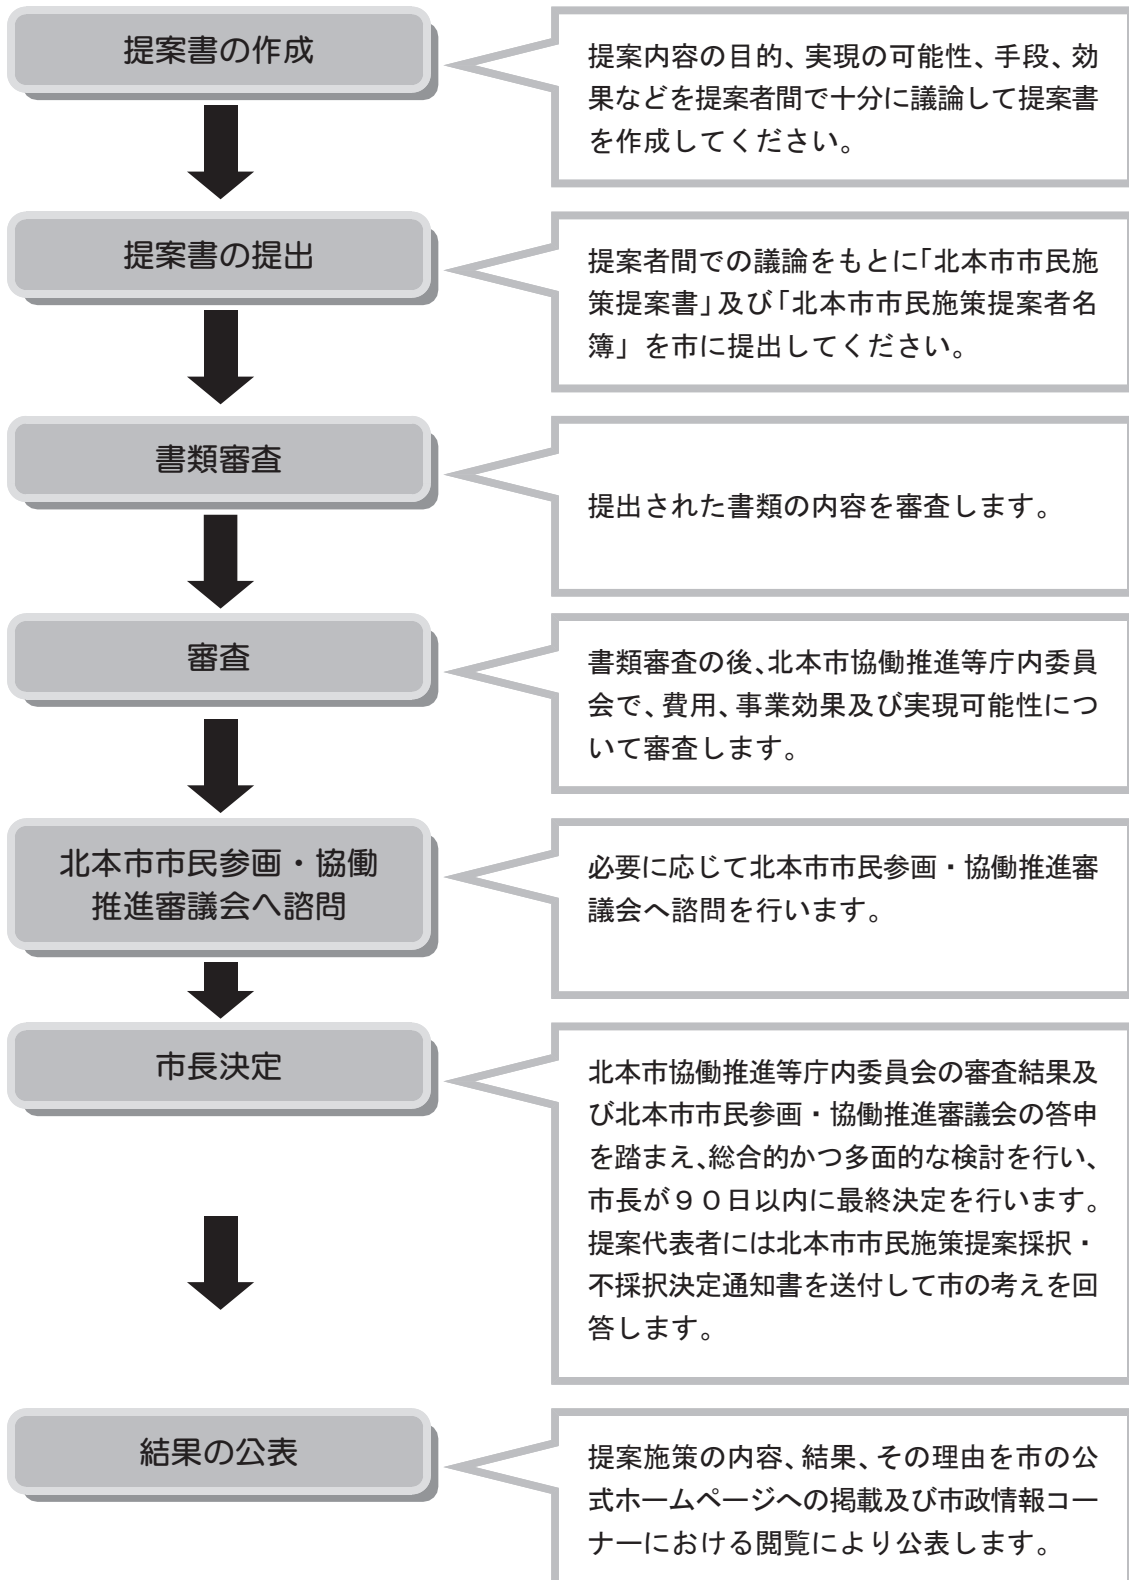 提案書の作成
提案内容の目的、実現の可能性、手段、効
果などを提案者間で十分に議論して提案書
を作成してください。
提案書の提出
提案者間での議論をもとに「北本市市民施
策提案書」及び「北本市市民施策提案者名
簿」を市に提出してください。
書類審査
提出された書類の内容を審査します。
審査
書類審査の後、北本市協働推進等庁内委員
会で、費用、事業効果及び実現可能性につ
いて審査します。
北本市市民参画・協働
推進審議会へ諮問
必要に応じて北本市市民参画・協働推進審
議会へ諮問を行います。
市長決定
北本市協働推進等庁内委員会の審査結果及
び北本市市民参画・協働推進審議会の答申
を踏まえ、総合的かつ多面的な検討を行い、
市長が90日以内に最終決定を行います。
提案代表者には北本市市民施策提案採択・
不採択決定通知書を送付して市の考えを回
答します。
結果の公表
提案施策の内容、結果、その理由を市の公
式ホームページへの掲載及び市政情報コー
ナーにおける閲覧により公表します。